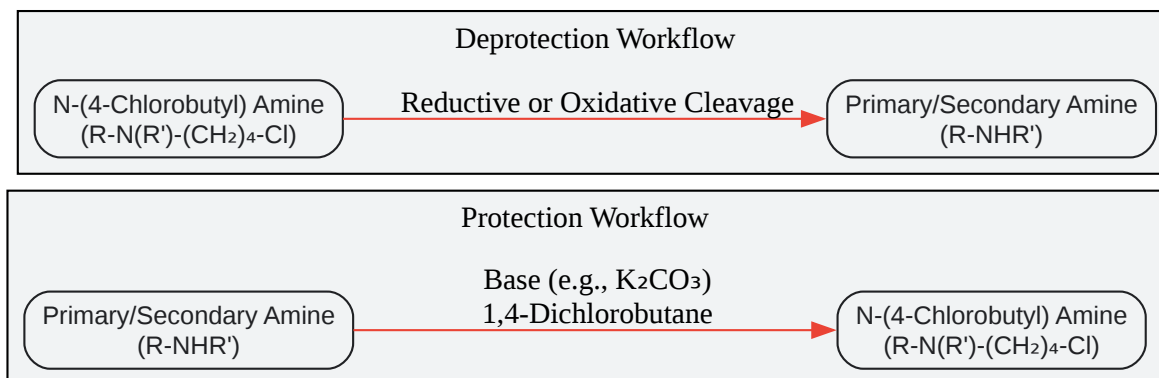 Deprotection Workflow
N-(4-Chlorobutyl) Amine
(R-N(R')-(CH₂)₄-Cl)
Reductive or Oxidative Cleavage
Primary/Secondary Amine
(R-NHR')
Protection Workflow
Primary/Secondary Amine
(R-NHR')
Base (e.g., K₂CO₃)
1,4-Dichlorobutane
N-(4-Chlorobutyl) Amine
(R-N(R')-(CH₂)₄-Cl)